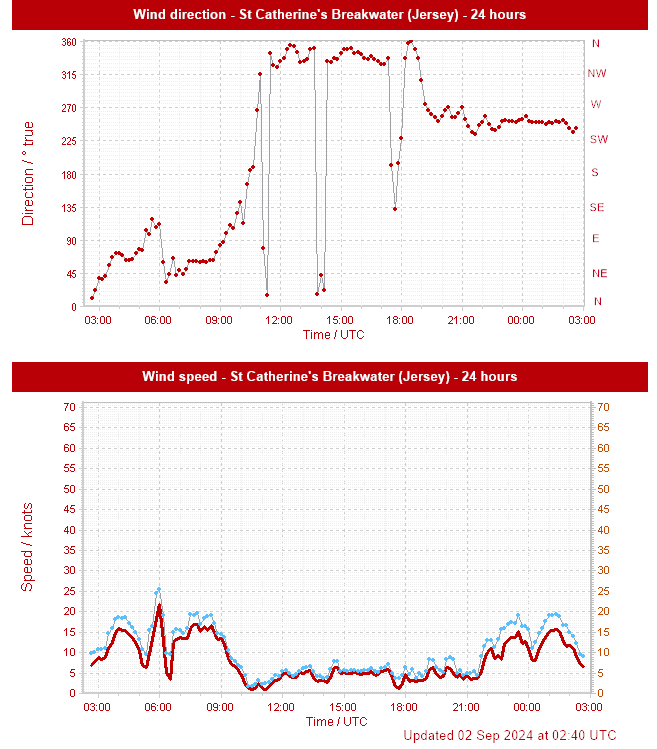 Wind direction - St Catherine's Breakwater (Jersey) - 24 hours
Direction / ° true
360
315
270
225
180
135
90
45
0
N
NW
W
SW
S
SE
E
NE
N
03:00 06:00 09:00 12:00 15:00 18:00 21:00 00:00 03:00
Time / UTC
Wind speed - St Catherine's Breakwater (Jersey) - 24 hours
Speed / knots
70 70
65 65
60 60
55 55
50 50
45 45
40 40
35 35
30 30
25 25
20 20
15 15
10 10
5 5
0 0
03:00 06:00 09:00 12:00 15:00 18:00 21:00 00:00 03:00
Time / UTC
Updated 02 Sep 2024 at 02:40 UTC